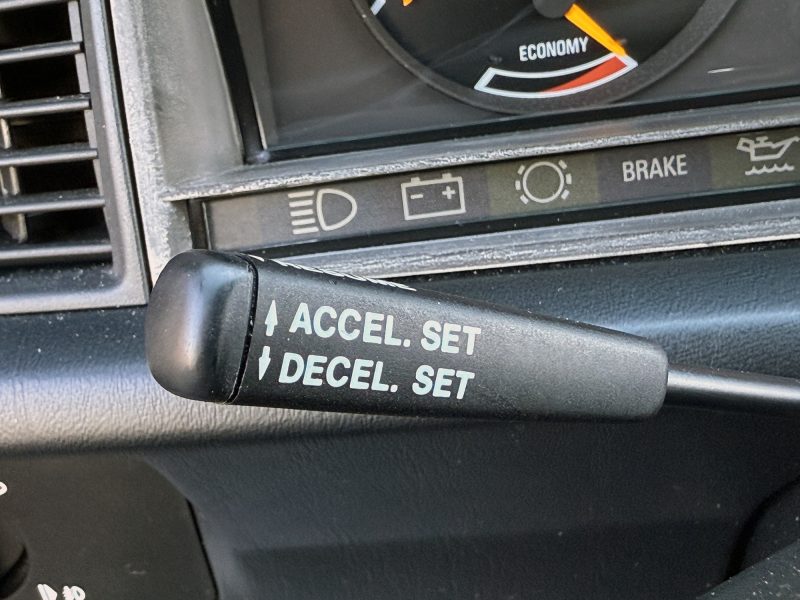 ECONOMY
BRAKE
ACCEL. SET
DECEL. SET